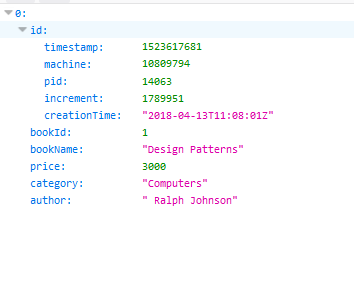 0:
id:
timestamp: 1523617681
machine: 10809794
pid: 14063
increment: 1789951
creationTime: "2018-04-13T11:08:01Z"
bookId: 1
bookName: "Design Patterns"
price: 3000
category: "Computers"
author: " Ralph Johnson"